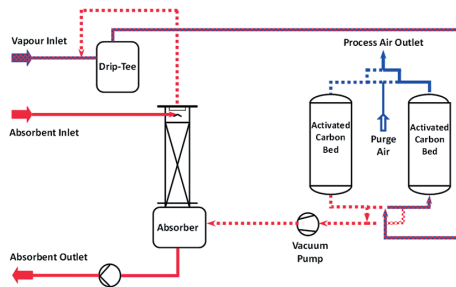 Vapour Inlet
Drip-Tee
Process Air Outlet
Absorbent Inlet
Activated
Carbon
Bed
Purge
Air
Activated
Carbon
Bed
Absorber
Vacuum
Pump
Absorbent Outlet